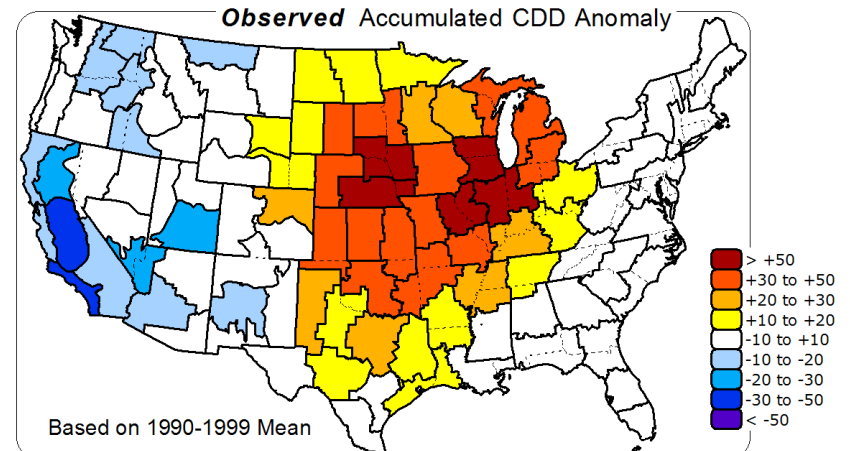 Observed Accumulated CDD Anomaly
> +50
+30 to +50
+20 to +30
+10 to +20
-10 to +10
-10 to -20
-20 to -30
-30 to -50
< -50
Based on 1990-1999 Mean